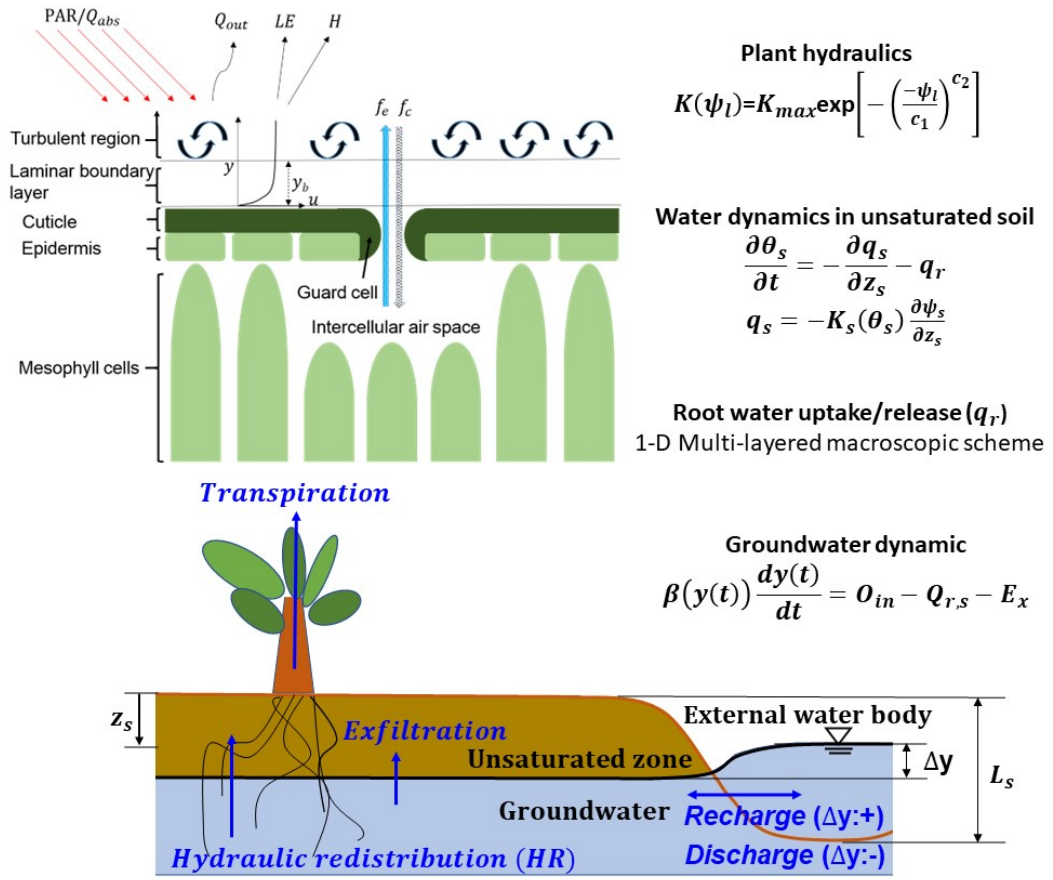 PAR/Q_abs
Q_out
LE
H
f_e f_c
Turbulent region
y
Laminar boundary
layer
y_b
u
Cuticle
Epidermis
Guard cell
Intercellular air space
Mesophyll cells
Plant hydraulics
K(ψ_l)=K_max exp[−(−ψ_l/c_1)^c_2]
Water dynamics in unsaturated soil
∂θ_s/∂t = −∂q_s/∂z_s − q_r
q_s = −K_s(θ_s) ∂ψ_s/∂z_s
Root water uptake/release (q_r)
1-D Multi-layered macroscopic scheme
Groundwater dynamic
β(y(t)) dy(t)/dt = O_in − Q_r,s − E_x
Transpiration
z_s
Exfiltration
Unsaturated zone
External water body
Δy
L_s
Groundwater
Recharge (Δy:+)
Discharge (Δy:-)
Hydraulic redistribution (HR)